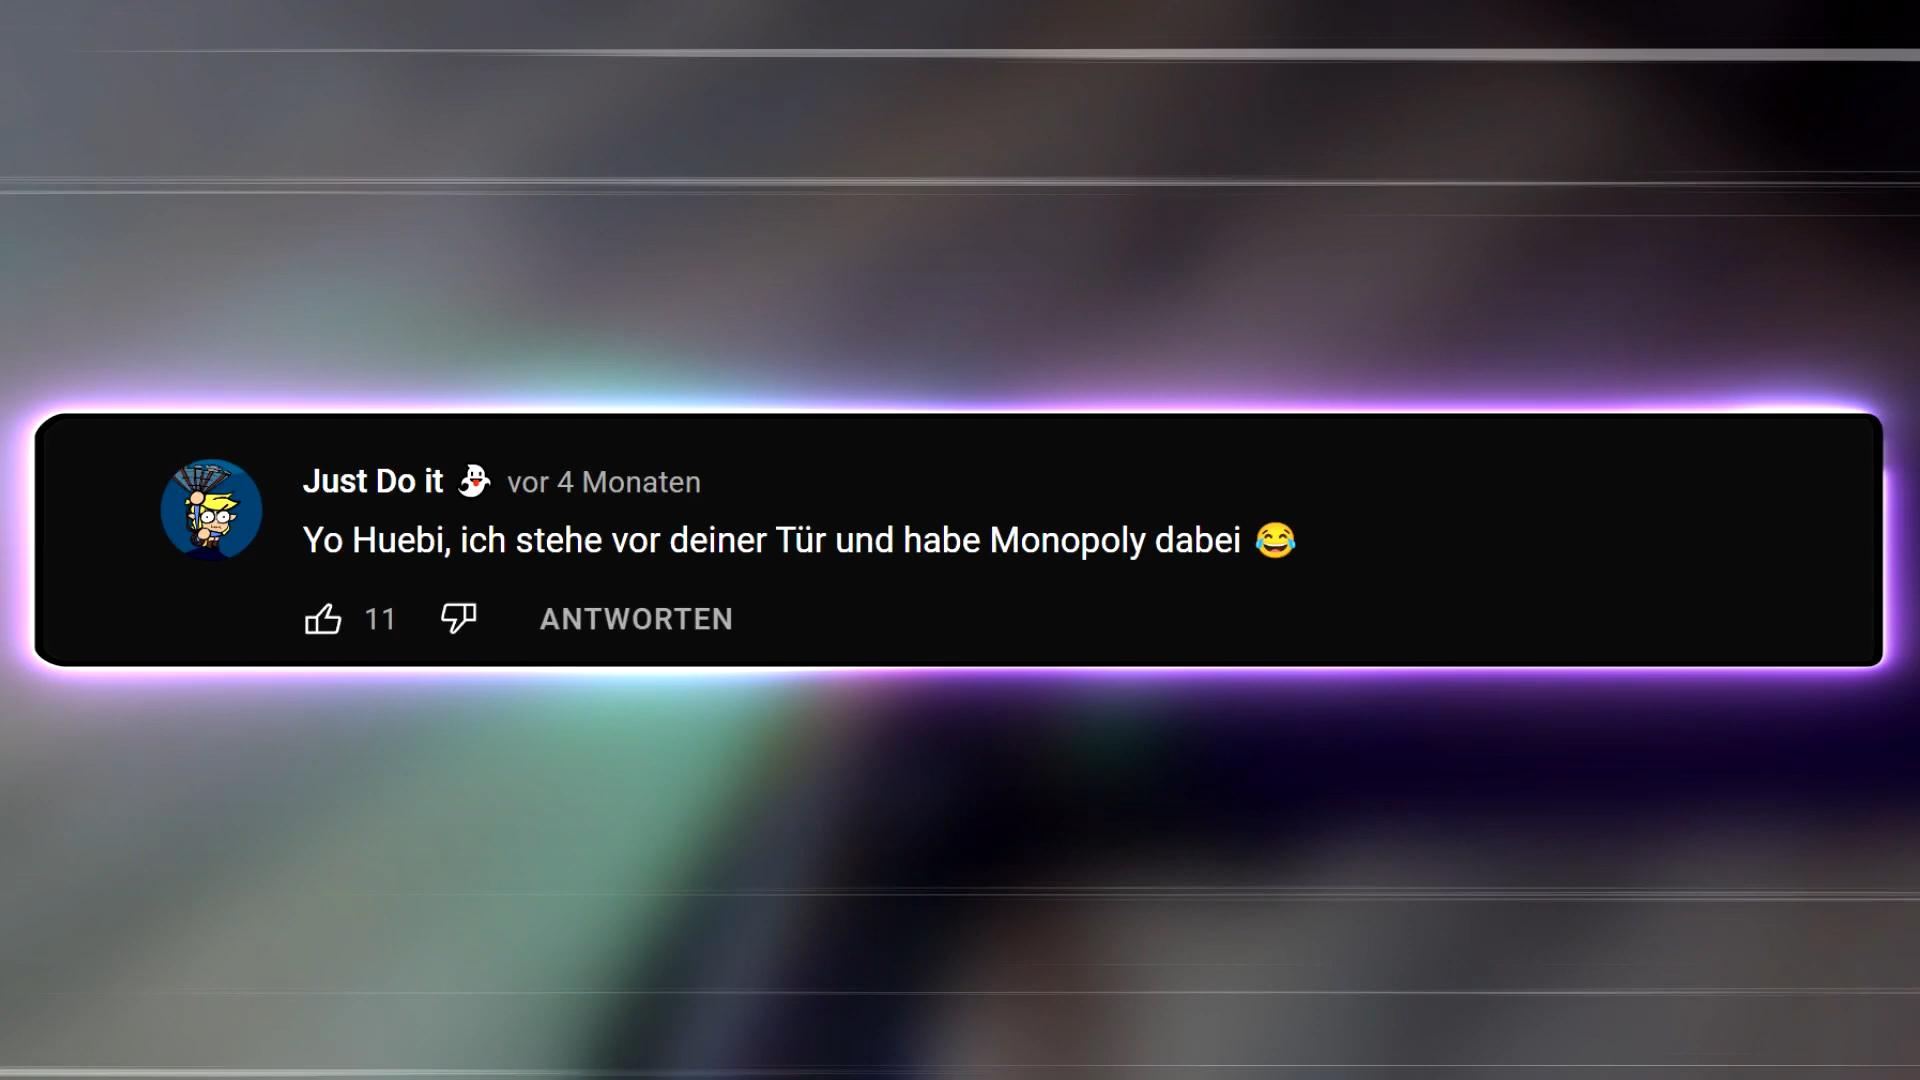 Just Do it 👻 vor 4 Monaten
Yo Huebi, ich stehe vor deiner Tür und habe Monopoly dabei 😂
11 ANTWORTEN